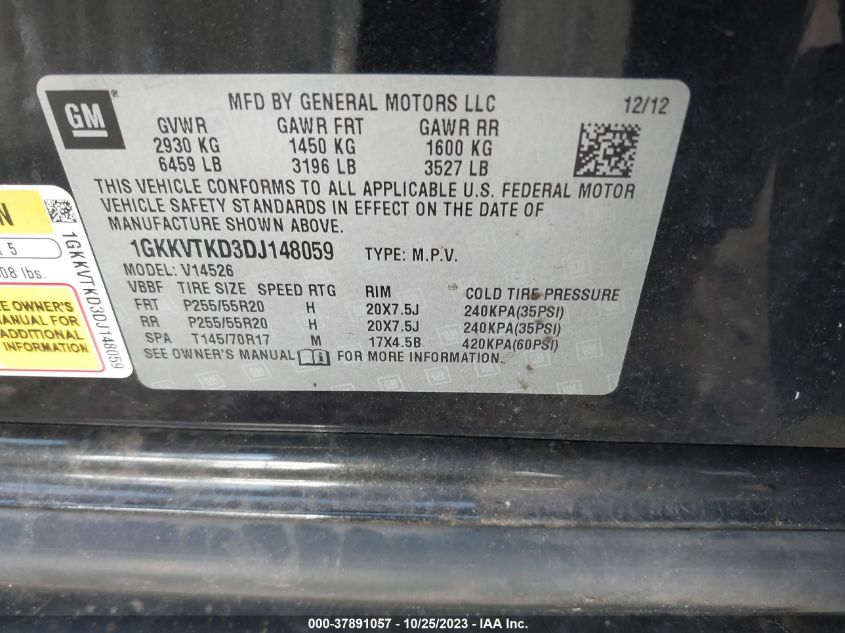 GM
MFD BY GENERAL MOTORS LLC 12/12
GVWR GAWR FRT GAWR RR
2930 KG 1450 KG 1600 KG
6459 LB 3196 LB 3527 LB
THIS VEHICLE CONFORMS TO ALL APPLICABLE U.S. FEDERAL MOTOR
VEHICLE SAFETY STANDARDS IN EFFECT ON THE DATE OF
MANUFACTURE SHOWN ABOVE.
1GKKVTKD3DJ148059 TYPE: M.P.V.
MODEL: V14526
VBBF TIRE SIZE SPEED RTG RIM COLD TIRE PRESSURE
FRT P255/55R20 H 20X7.5J 240KPA(35PSI)
RR P255/55R20 H 20X7.5J 240KPA(35PSI)
SPA T145/70R17 M 17X4.5B 420KPA(60PSI)
SEE OWNER'S MANUAL FOR MORE INFORMATION.
N
5
08 lbs.
OWNER'S
MANUAL FOR
ADDITIONAL
INFORMATION
1GKKVTKD3DJ148059
000-37891057 - 10/25/2023 - IAA Inc.